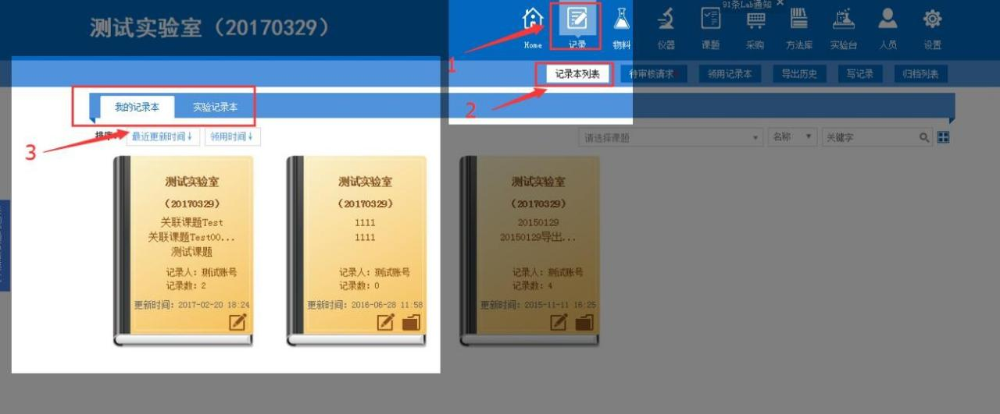 91条Lab通知 ×
测试实验室（20170329）
Home 记录 物料 仪器 课题 采购 方法库 实验台 人员 设置
1
记录本列表 待审核请求 领用记录本 导出历史 写记录 归档列表
2
我的记录本 实验记录本
排序： 最近更新时间↓ 领用时间↓ 请选择课题 名称 关键字
3
测试实验室
（20170329）
关联课题Test
关联课题Test00...
测试课题
记录人：测试账号
记录数：2
更新时间：2017-02-20 18:24
测试实验室
（20170329）
1111
1111
记录人：测试账号
记录数：0
更新时间：2016-06-28 11:58
测试实验室
（20170329）
20150129
20150129导出...
记录人：测试账号
记录数：4
更新时间：2015-11-11 16:25